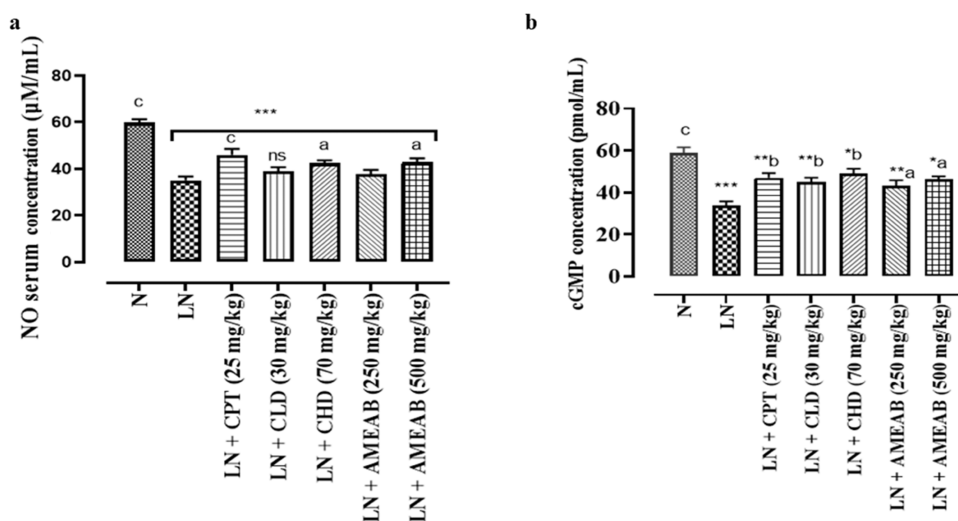 a
NO serum concentration (µM/mL)
80
60
40
20
0
c
***
c
ns
a
a
N
LN
LN + CPT (25 mg/kg)
LN + CLD (30 mg/kg)
LN + CHD (70 mg/kg)
LN + AMEAB (250 mg/kg)
LN + AMEAB (500 mg/kg)
b
cGMP concentration (pmol/mL)
80
60
40
20
0
c
***
**b
**b
*b
**a
*a
N
LN
LN + CPT (25 mg/kg)
LN + CLD (30 mg/kg)
LN + CHD (70 mg/kg)
LN + AMEAB (250 mg/kg)
LN + AMEAB (500 mg/kg)